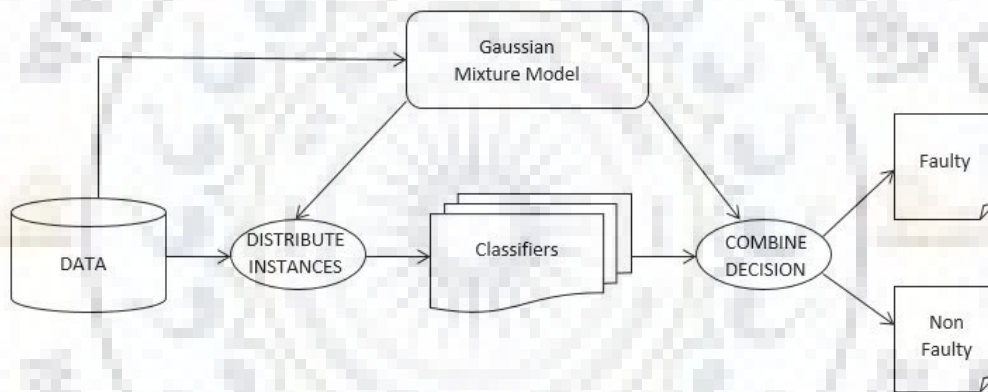 Gaussian
Mixture Model
DATA
DISTRIBUTE
INSTANCES
Classifiers
COMBINE
DECISION
Faulty
Non
Faulty